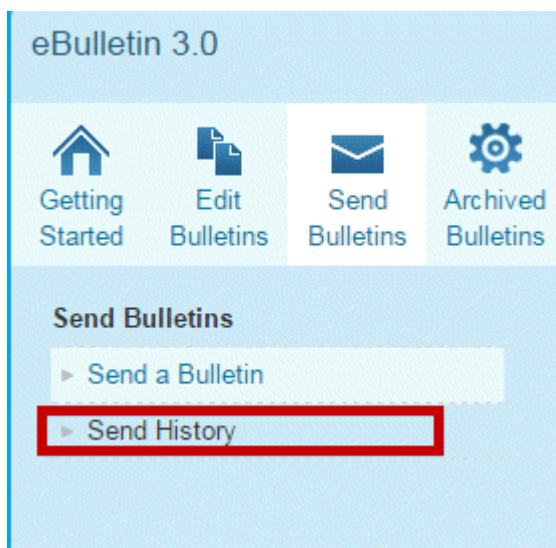 eBulletin 3.0
Getting Started
Edit Bulletins
Send Bulletins
Archived Bulletins
Send Bulletins
Send a Bulletin
Send History